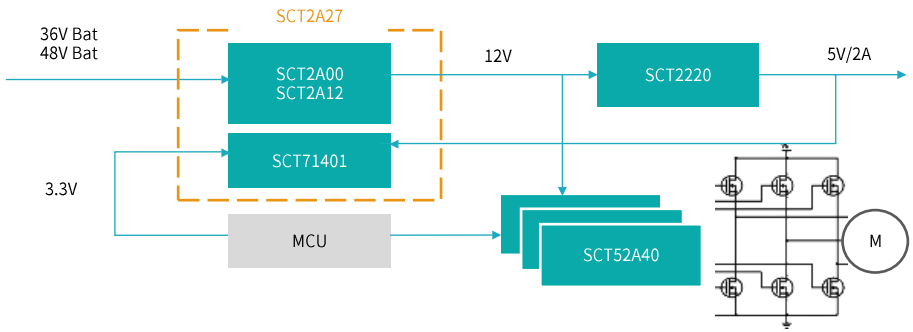 SCT2A27
36V Bat
48V Bat
SCT2A00
SCT2A12
12V
SCT2220
5V/2A
SCT71401
3.3V
MCU
SCT52A40
M